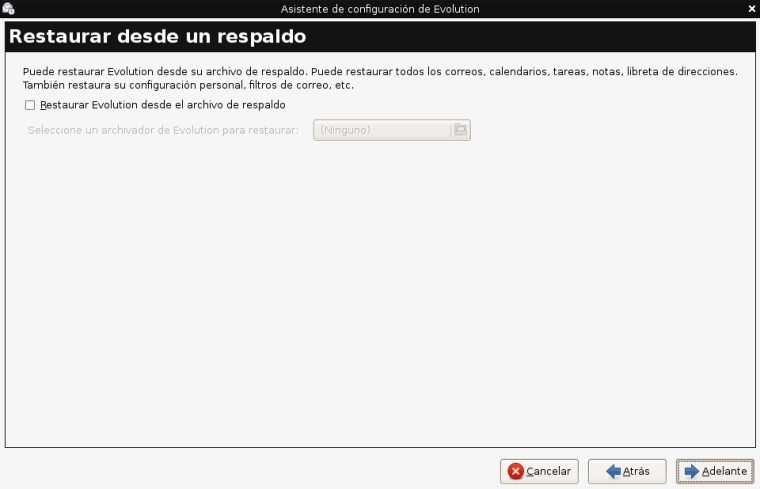 Asistente de configuración de Evolution
Restaurar desde un respaldo
Puede restaurar Evolution desde su archivo de respaldo. Puede restaurar todos los correos, calendarios, tareas, notas, libreta de direcciones.
También restaura su configuración personal, filtros de correo, etc.
Restaurar Evolution desde el archivo de respaldo
Seleccione un archivador de Evolution para restaurar: (Ninguno)
Cancelar Atrás Adelante